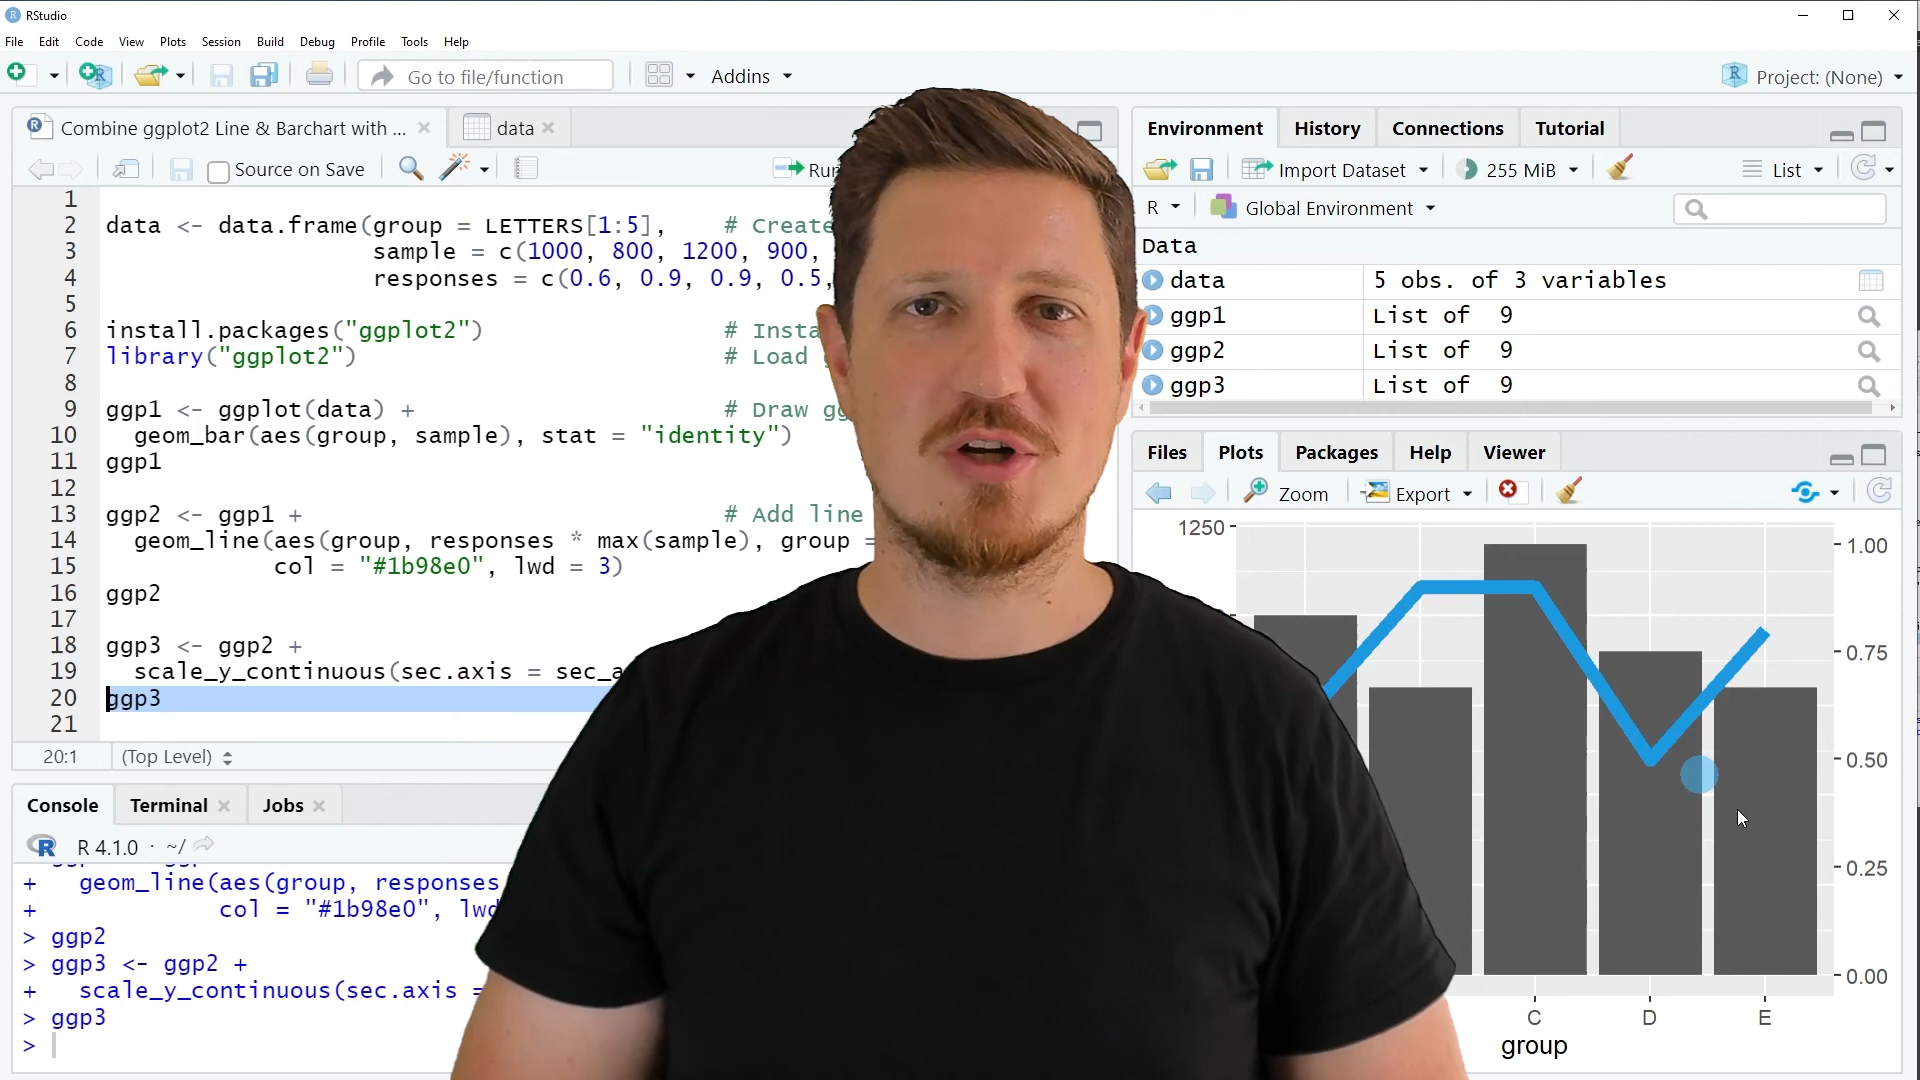 RStudio
File Edit Code View Plots Session Build Debug Profile Tools Help
Go to file/function Addins Project: (None)
Combine ggplot2 Line & Barchart with ... data
Source on Save Run
1
2 data <- data.frame(group = LETTERS[1:5], # Create
3 sample = c(1000, 800, 1200, 900,
4 responses = c(0.6, 0.9, 0.9, 0.5,
5
6 install.packages("ggplot2") # Insta
7 library("ggplot2") # Load
8
9 ggp1 <- ggplot(data) + # Draw gg
10 geom_bar(aes(group, sample), stat = "identity")
11 ggp1
12
13 ggp2 <- ggp1 + # Add line
14 geom_line(aes(group, responses * max(sample), group =
15 col = "#1b98e0", lwd = 3)
16 ggp2
17
18 ggp3 <- ggp2 +
19 scale_y_continuous(sec.axis = sec_a
20 ggp3
21
20:1 (Top Level)
Console Terminal Jobs
R 4.1.0 · ~/
+ geom_line(aes(group, responses
+ col = "#1b98e0", lwd
> ggp2
> ggp3 <- ggp2 +
+ scale_y_continuous(sec.axis =
> ggp3
>
Environment History Connections Tutorial
Import Dataset 255 MiB List
R Global Environment
Data
data 5 obs. of 3 variables
ggp1 List of 9
ggp2 List of 9
ggp3 List of 9
Files Plots Packages Help Viewer
Zoom Export
1250
1.00
0.75
0.50
0.25
0.00
C D E
group